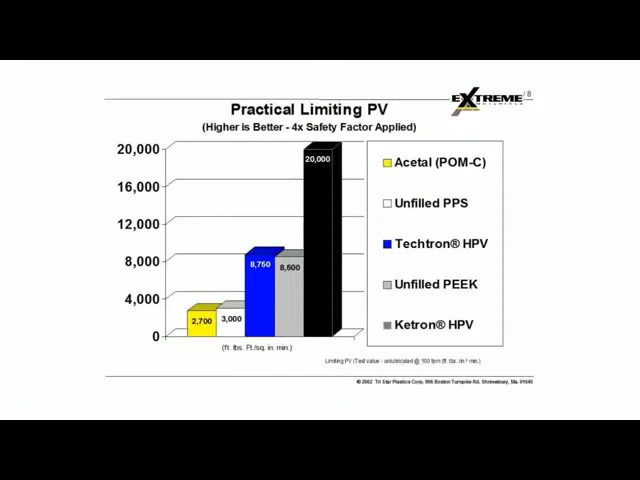 EXTREME
MATERIALS
/ 8
Practical Limiting PV
(Higher is Better - 4x Safety Factor Applied)
20,000
16,000
12,000
8,000
4,000
0
2,700
3,000
8,750
8,500
20,000
Acetal (POM-C)
Unfilled PPS
Techtron® HPV
Unfilled PEEK
Ketron® HPV
(ft. lbs. Ft./sq. in. min.)
Limiting PV (Test value - unlubricated @ 100 fpm (ft. lbs. /in.² min.)
© 2002 Tri Star Plastics Corp. 906 Boston Turnpike Rd. Shrewsbury, Ma. 01545